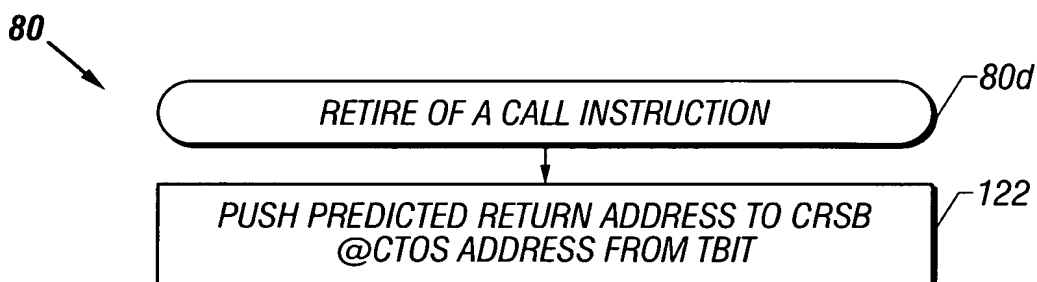 80
RETIRE OF A CALL INSTRUCTION
80d
PUSH PREDICTED RETURN ADDRESS TO CRSB
@CTOS ADDRESS FROM TBIT
122